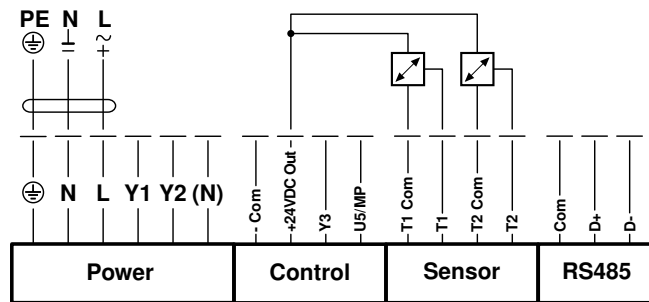 PE N L
N L Y1 Y2 (N)
- Com
+24VDC Out
Y3
U5/MP
T1 Com
T1
T2 Com
T2
Com
D+
D-
Power Control Sensor RS485